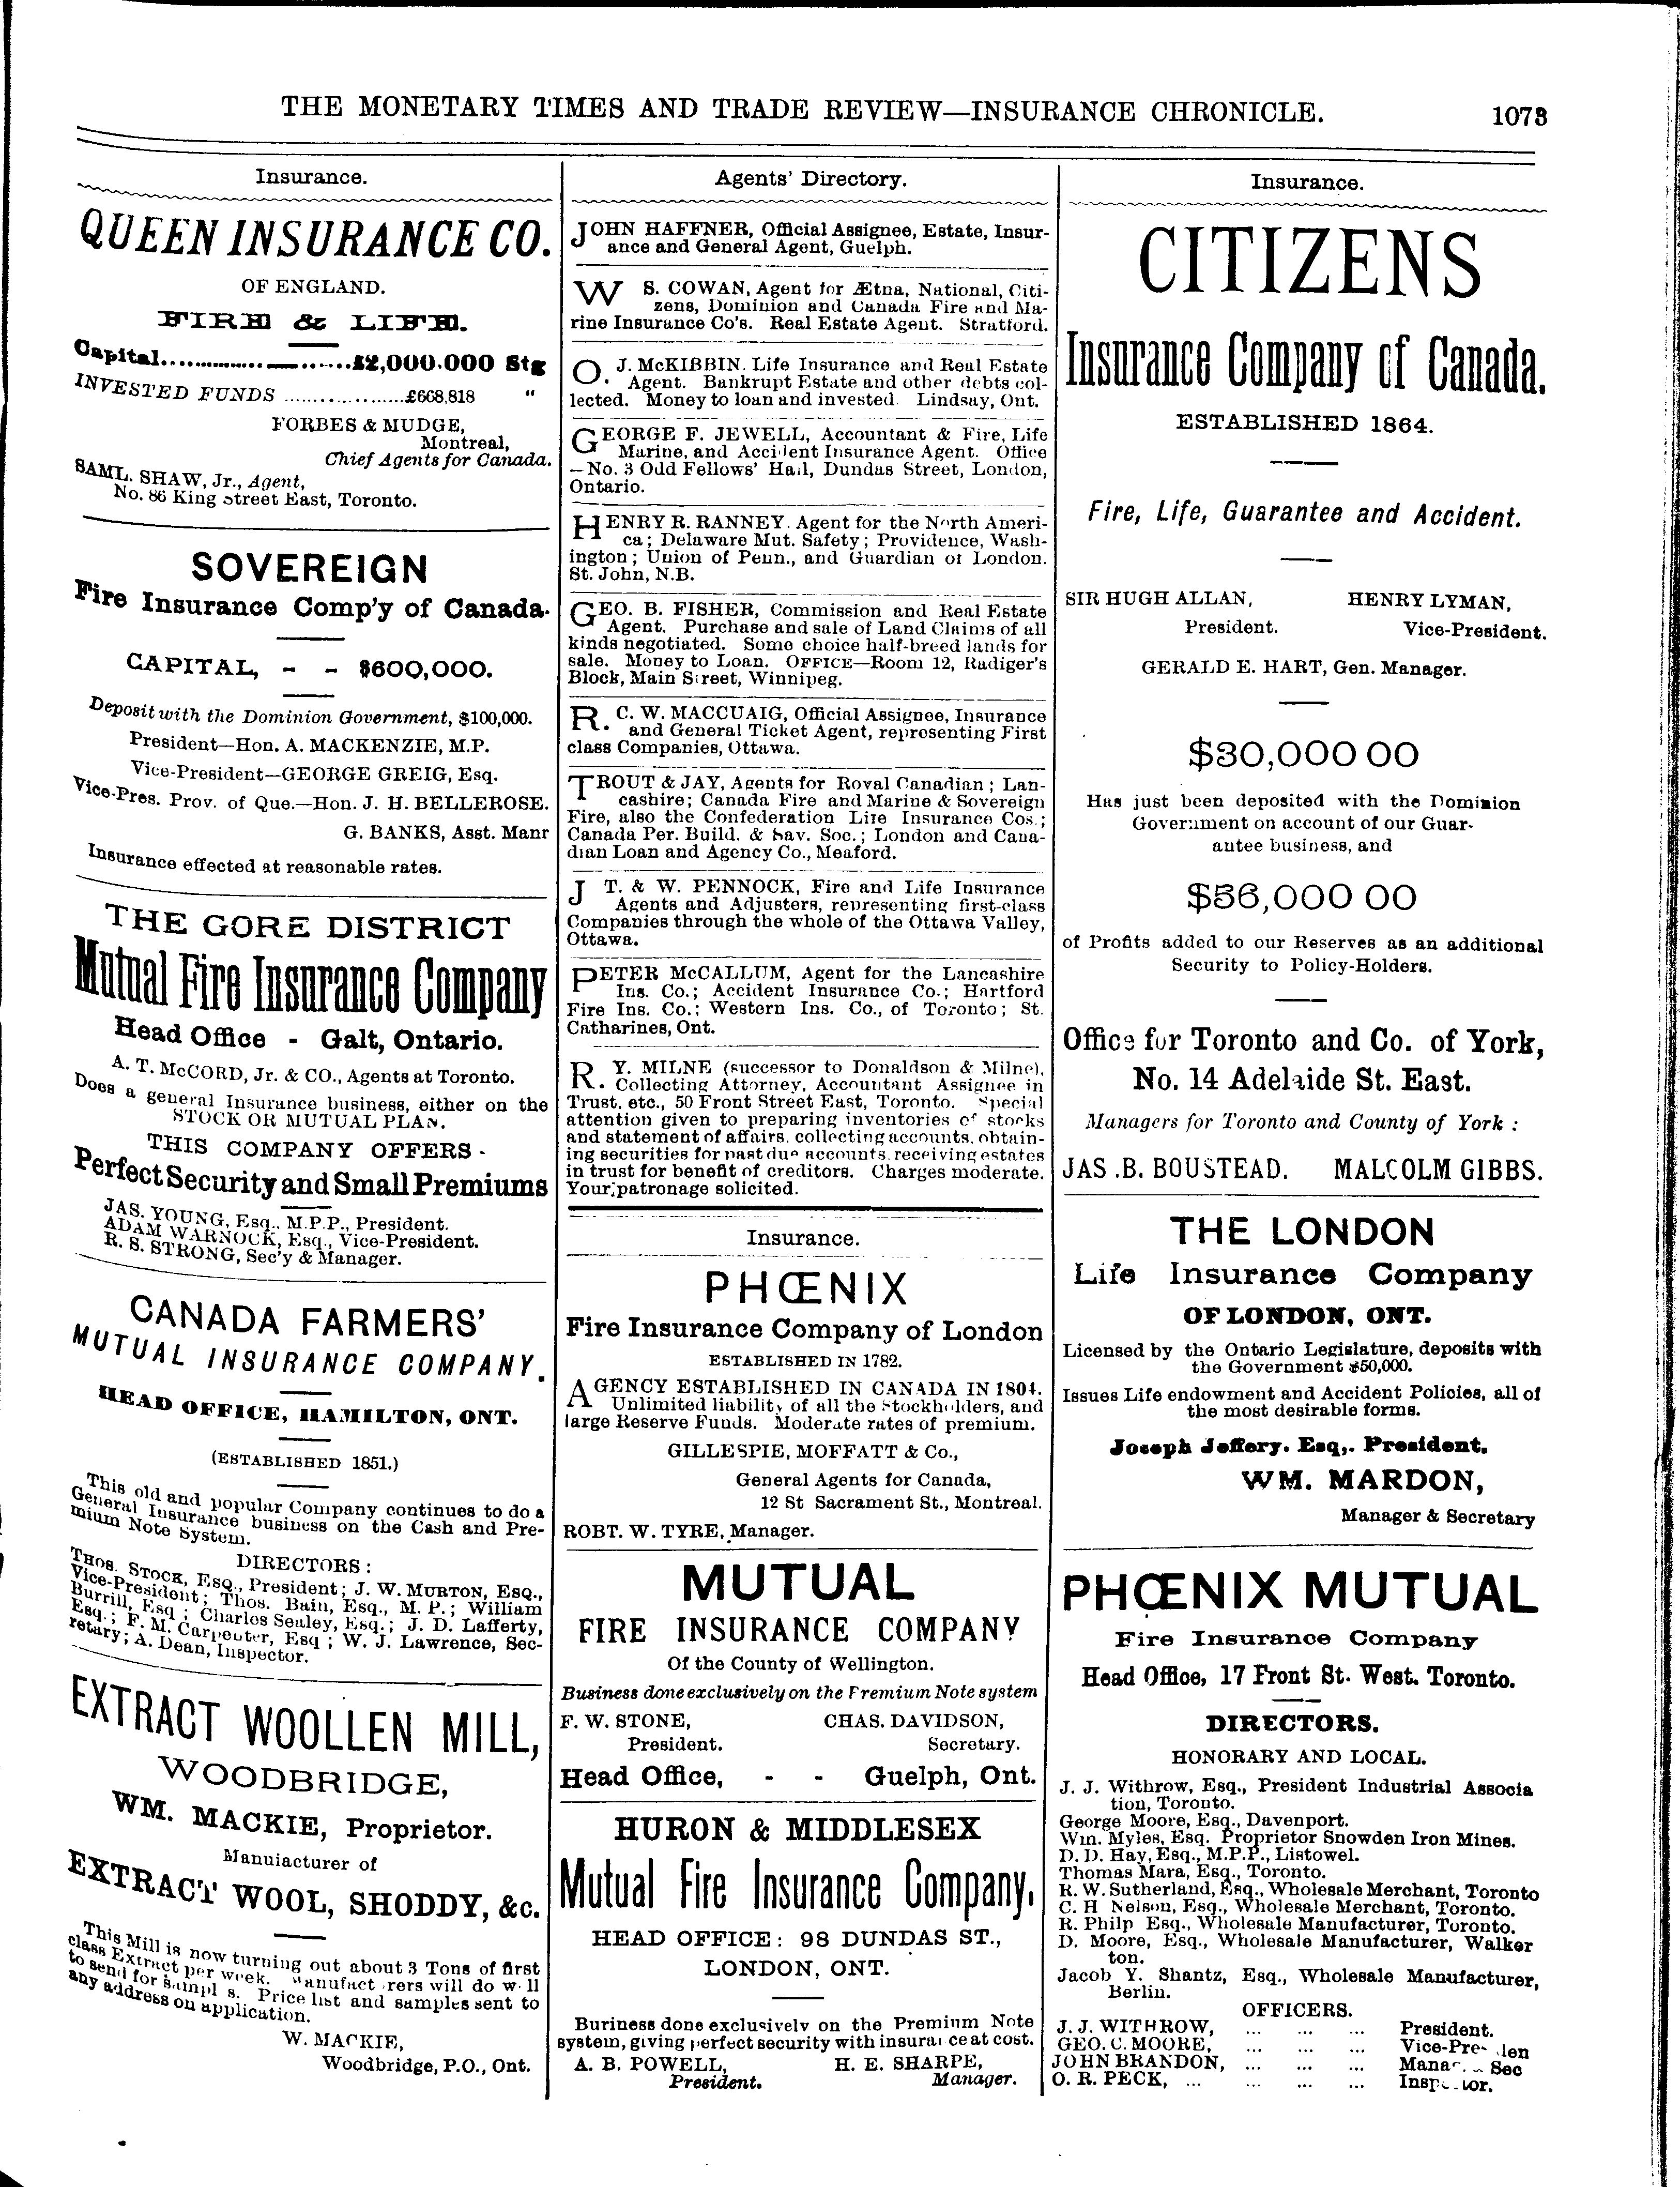 THE MONETARY TIMES AND TRADE REVIEW—INSURANCE CHRONICLE.
1073
Insurance.
QUEEN INSURANCE CO.
OF ENGLAND.
FIRE & LIFE.
Capital....................£2,000,000 Stg
INVESTED FUNDS ....................£668,818 "
FORBES & MUDGE,
Montreal,
Chief Agents for Canada.
SAML. SHAW, Jr., Agent,
No. 86 King Street East, Toronto.
SOVEREIGN
Fire Insurance Comp'y of Canada.
CAPITAL, - - $600,000.
Deposit with the Dominion Government, $100,000.
President—Hon. A. MACKENZIE, M.P.
Vice-President—GEORGE GREIG, Esq.
Vice-Pres. Prov. of Que.—Hon. J. H. BELLEROSE.
G. BANKS, Asst. Manr
Insurance effected at reasonable rates.
THE GORE DISTRICT
Mutual Fire Insurance Company
Head Office - Galt, Ontario.
A. T. McCORD, Jr. & CO., Agents at Toronto.
Does a general Insurance business, either on the
STOCK OR MUTUAL PLAN.
THIS COMPANY OFFERS -
Perfect Security and Small Premiums
JAS. YOUNG, Esq.. M.P.P., President.
ADAM WARNOCK, Esq., Vice-President.
R. S. STRONG, Sec'y & Manager.
CANADA FARMERS'
MUTUAL INSURANCE COMPANY.
HEAD OFFICE, HAMILTON, ONT.
(ESTABLISHED 1851.)
This old and popular Company continues to do a
General Insurance business on the Cash and Pre-
mium Note System.
DIRECTORS :
THOS. STOCK, ESQ., President; J. W. MURTON, ESQ.,
Vice-President; Thos. Bain, Esq., M. P.; William
Burrill, Esq ; Charles Sealey, Esq.; J. D. Lafferty,
Esq.; F. M. Carpenter, Esq ; W. J. Lawrence, Sec-
retary; A. Dean, Inspector.
EXTRACT WOOLLEN MILL,
WOODBRIDGE,
WM. MACKIE, Proprietor.
Manufacturer of
EXTRACT WOOL, SHODDY, &c.
This Mill is now turning out about 3 Tons of first
class Extract per week. Manufacturers will do well
to send for samples. Price list and samples sent to
any address on application.
W. MACKIE,
Woodbridge, P.O., Ont.
Agents' Directory.
JOHN HAFFNER, Official Assignee, Estate, Insur-
ance and General Agent, Guelph.
W S. COWAN, Agent for Ætna, National, Citi-
zens, Dominion and Canada Fire and Ma-
rine Insurance Co's. Real Estate Agent. Stratford.
O. J. McKIBBIN. Life Insurance and Real Estate
Agent. Bankrupt Estate and other debts col-
lected. Money to loan and invested. Lindsay, Ont.
GEORGE F. JEWELL, Accountant & Fire, Life
Marine, and Accident Insurance Agent. Office
—No. 3 Odd Fellows' Hall, Dundas Street, London,
Ontario.
HENRY R. RANNEY. Agent for the North Ameri-
ca; Delaware Mut. Safety; Providence, Wash-
ington; Union of Penn., and Guardian of London.
St. John, N.B.
GEO. B. FISHER, Commission and Real Estate
Agent. Purchase and sale of Land Claims of all
kinds negotiated. Some choice half-breed lands for
sale. Money to Loan. OFFICE—Room 12, Radiger's
Block, Main Street, Winnipeg.
R. C. W. MACCUAIG, Official Assignee, Insurance
and General Ticket Agent, representing First
class Companies, Ottawa.
TROUT & JAY, Agents for Royal Canadian; Lan-
cashire; Canada Fire and Marine & Sovereign
Fire, also the Confederation Life Insurance Cos.;
Canada Per. Build. & Sav. Soc.; London and Cana-
dian Loan and Agency Co., Meaford.
J T. & W. PENNOCK, Fire and Life Insurance
Agents and Adjusters, representing first-class
Companies through the whole of the Ottawa Valley,
Ottawa.
PETER McCALLUM, Agent for the Lancashire
Ins. Co.; Accident Insurance Co.; Hartford
Fire Ins. Co.; Western Ins. Co., of Toronto; St.
Catharines, Ont.
R. Y. MILNE (successor to Donaldson & Milne),
Collecting Attorney, Accountant Assignee in
Trust, etc., 50 Front Street East, Toronto. Special
attention given to preparing inventories of stocks
and statement of affairs. collecting accounts. obtain-
ing securities for past due accounts, receiving estates
in trust for benefit of creditors. Charges moderate.
Your patronage solicited.
Insurance.
PHŒNIX
Fire Insurance Company of London
ESTABLISHED IN 1782.
AGENCY ESTABLISHED IN CANADA IN 1804.
Unlimited liability of all the Stockholders, and
large Reserve Funds. Moderate rates of premium.
GILLESPIE, MOFFATT & Co.,
General Agents for Canada,
12 St Sacrament St., Montreal.
ROBT. W. TYRE, Manager.
MUTUAL
FIRE INSURANCE COMPANY
Of the County of Wellington.
Business done exclusively on the Premium Note system
F. W. STONE, CHAS. DAVIDSON,
President. Secretary.
Head Office, - - Guelph, Ont.
HURON & MIDDLESEX
Mutual Fire Insurance Company,
HEAD OFFICE: 98 DUNDAS ST.,
LONDON, ONT.
Buriness done exclusively on the Premium Note
system, giving perfect security with insurance at cost.
A. B. POWELL, H. E. SHARPE,
President. Manager.
Insurance.
CITIZENS
Insurance Company of Canada.
ESTABLISHED 1864.
Fire, Life, Guarantee and Accident.
SIR HUGH ALLAN, HENRY LYMAN,
President. Vice-President.
GERALD E. HART, Gen. Manager.
$30,000 00
Has just been deposited with the Dominion
Government on account of our Guar-
antee business, and
$56,000 00
of Profits added to our Reserves as an additional
Security to Policy-Holders.
Office for Toronto and Co. of York,
No. 14 Adelaide St. East.
Managers for Toronto and County of York :
JAS .B. BOUSTEAD. MALCOLM GIBBS.
THE LONDON
Life Insurance Company
OF LONDON, ONT.
Licensed by the Ontario Legislature, deposits with
the Government $50,000.
Issues Life endowment and Accident Policies, all of
the most desirable forms.
Joseph Jeffery. Esq,. President.
WM. MARDON,
Manager & Secretary
PHŒNIX MUTUAL
Fire Insurance Company
Head Office, 17 Front St. West. Toronto.
DIRECTORS.
HONORARY AND LOCAL.
J. J. Withrow, Esq., President Industrial Associa
tion, Toronto.
George Moore, Esq., Davenport.
Wm. Myles, Esq. Proprietor Snowden Iron Mines.
D. D. Hay, Esq., M.P.P., Listowel.
Thomas Mara, Esq., Toronto.
R. W. Sutherland, Esq., Wholesale Merchant, Toronto
C. H Nelson, Esq., Wholesale Merchant, Toronto.
R. Philp Esq., Wholesale Manufacturer, Toronto.
D. Moore, Esq., Wholesale Manufacturer, Walker
ton.
Jacob Y. Shantz, Esq., Wholesale Manufacturer,
Berlin.
OFFICERS.
J. J. WITHROW, ... ... ... President.
GEO. C. MOORE, ... ... ... Vice-Presiden
JOHN BRANDON, ... ... ... Manag. Sec
O. R. PECK, ... ... ... ... Inspector.